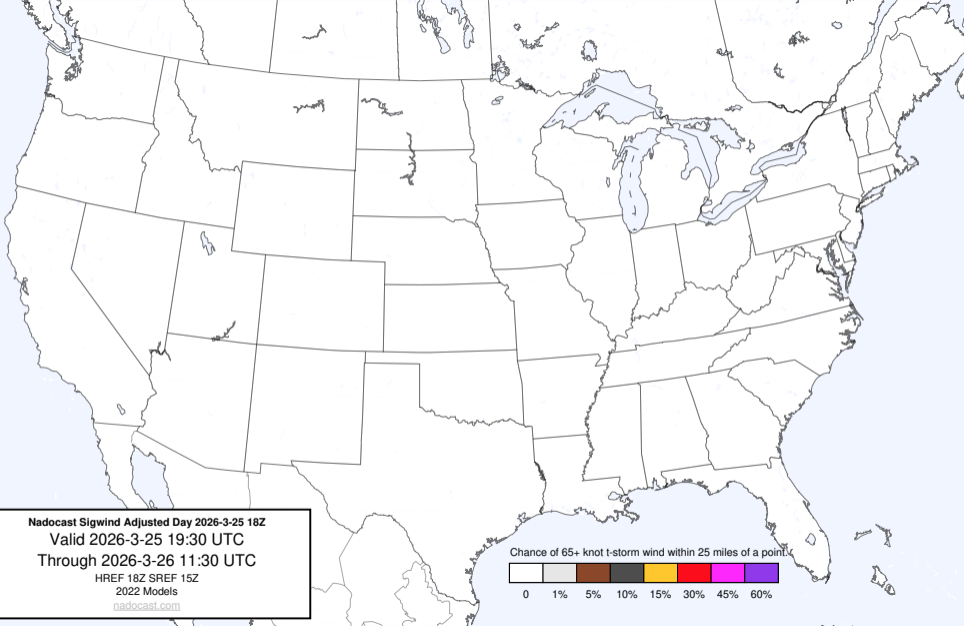 Nadocast Sigwind Adjusted Day 2026-3-25 18Z
Valid 2026-3-25 19:30 UTC
Through 2026-3-26 11:30 UTC
HREF 18Z SREF 15Z
2022 Models
nadocast.com
Chance of 65+ knot t-storm wind within 25 miles of a point.
0 1% 5% 10% 15% 30% 45% 60%